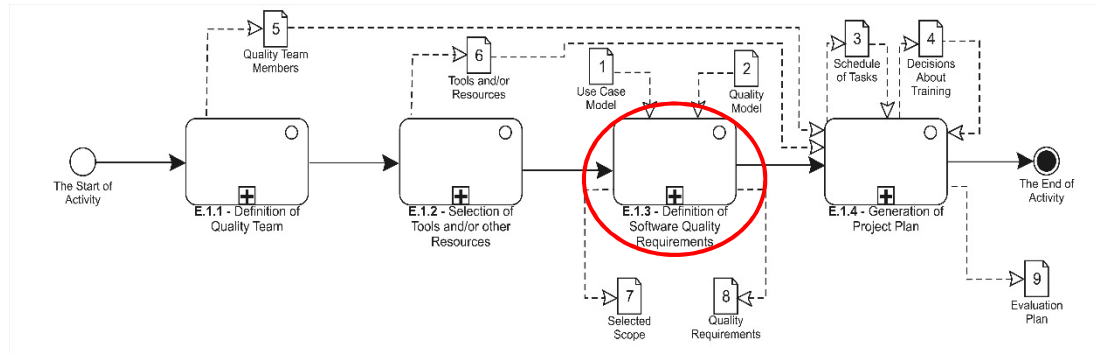 5
Quality Team
Members
6
Tools and/or
Resources
1
Use Case
Model
2
Quality
Model
3
Schedule
of Tasks
4
Decisions
About
Training
The Start of
Activity
E.1.1 - Definition of
Quality Team
E.1.2 - Selection of
Tools and/or other
Resources
E.1.3 - Definition of
Software Quality
Requirements
E.1.4 - Generation of
Project Plan
The End of
Activity
7
Selected
Scope
8
Quality
Requirements
9
Evaluation
Plan